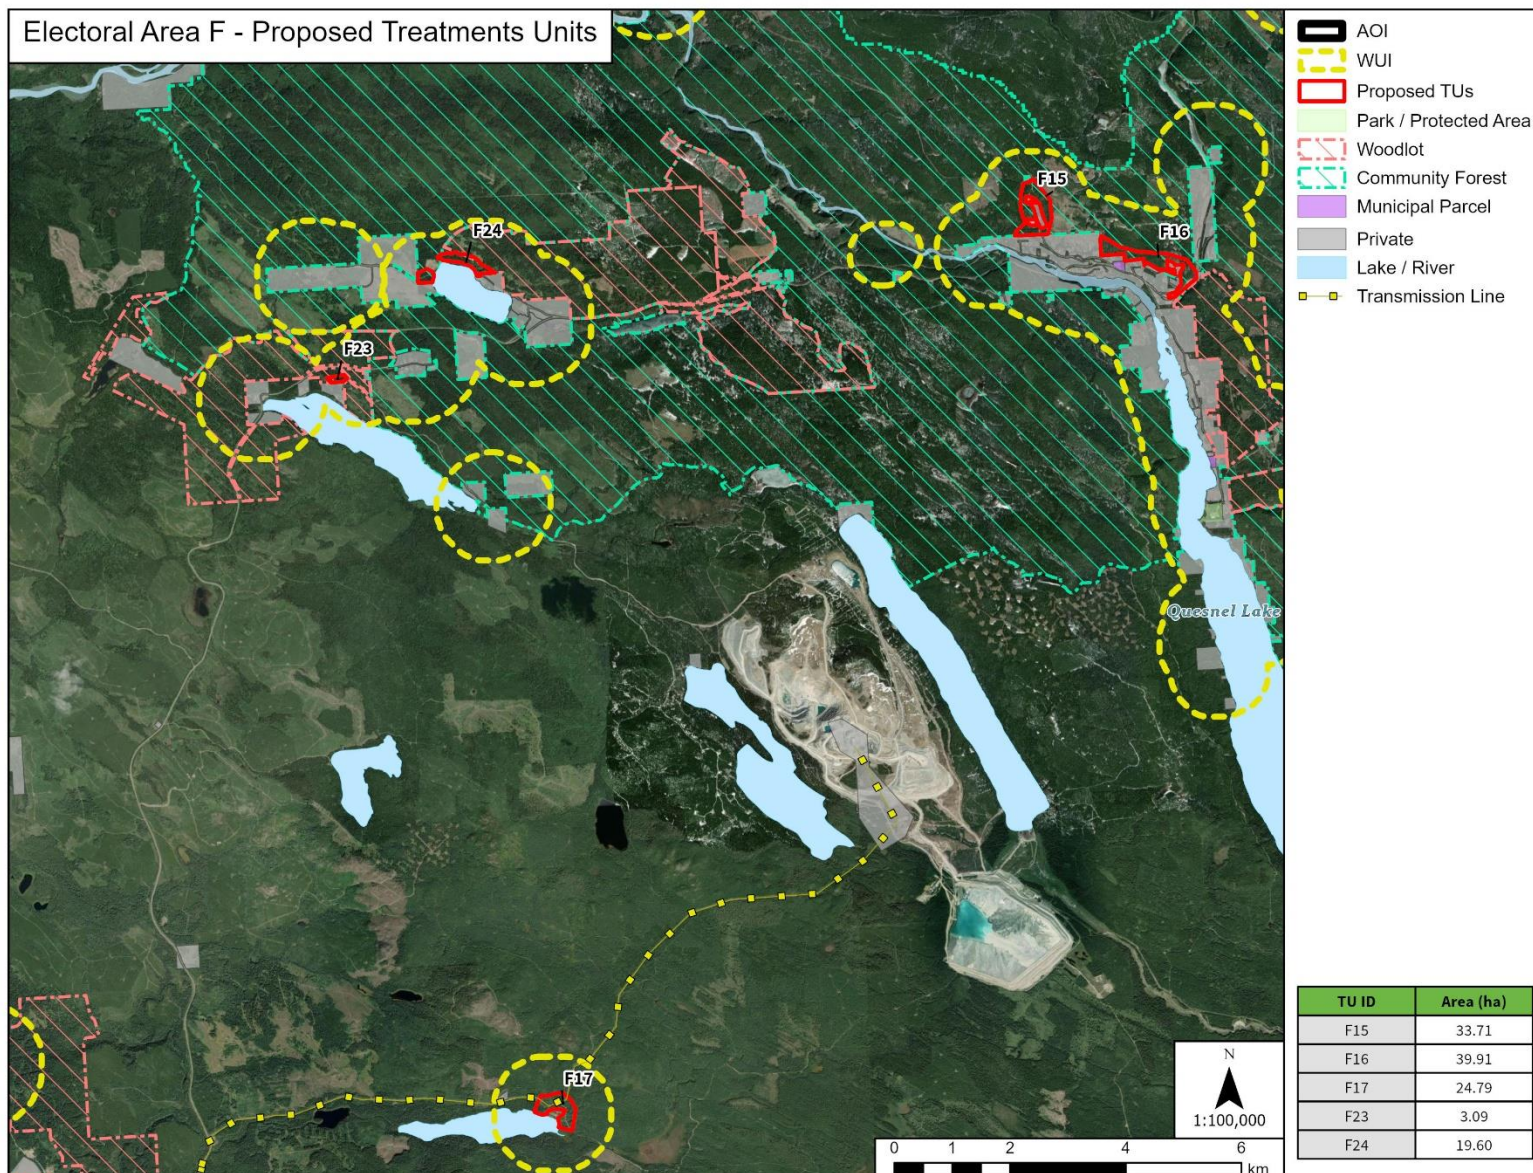 Electoral Area F - Proposed Treatments Units
AOI
WUI
Proposed TUs
Park / Protected Area
Woodlot
Community Forest
Municipal Parcel
Private
Lake / River
Transmission Line
F15
F16
F24
F23
Quesnel Lake
F17
N
1:100,000
0 1 2 4 6
km
TU ID Area (ha)
F15 33.71
F16 39.91
F17 24.79
F23 3.09
F24 19.60